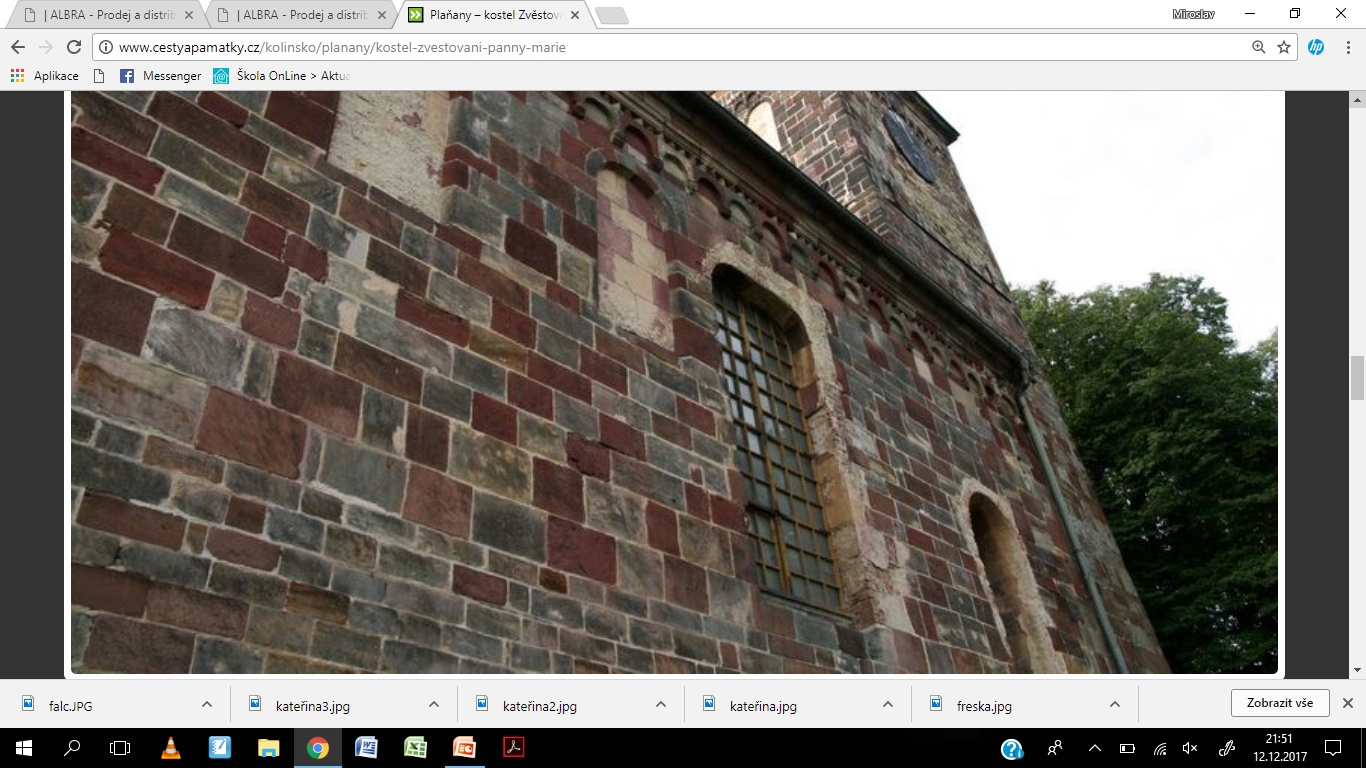 | ALBRA - Prodej a distrib
| ALBRA - Prodej a distrib
Plaňany – kostel Zvěstova
Miroslav
www.cestyapamatky.cz/kolinsko/planany/kostel-zvestovani-panny-marie
Aplikace
Messenger
Škola OnLine > Aktua
falc.JPG
kateřina3.jpg
kateřina2.jpg
kateřina.jpg
freska.jpg
Zobrazit vše
21:51
12.12.2017